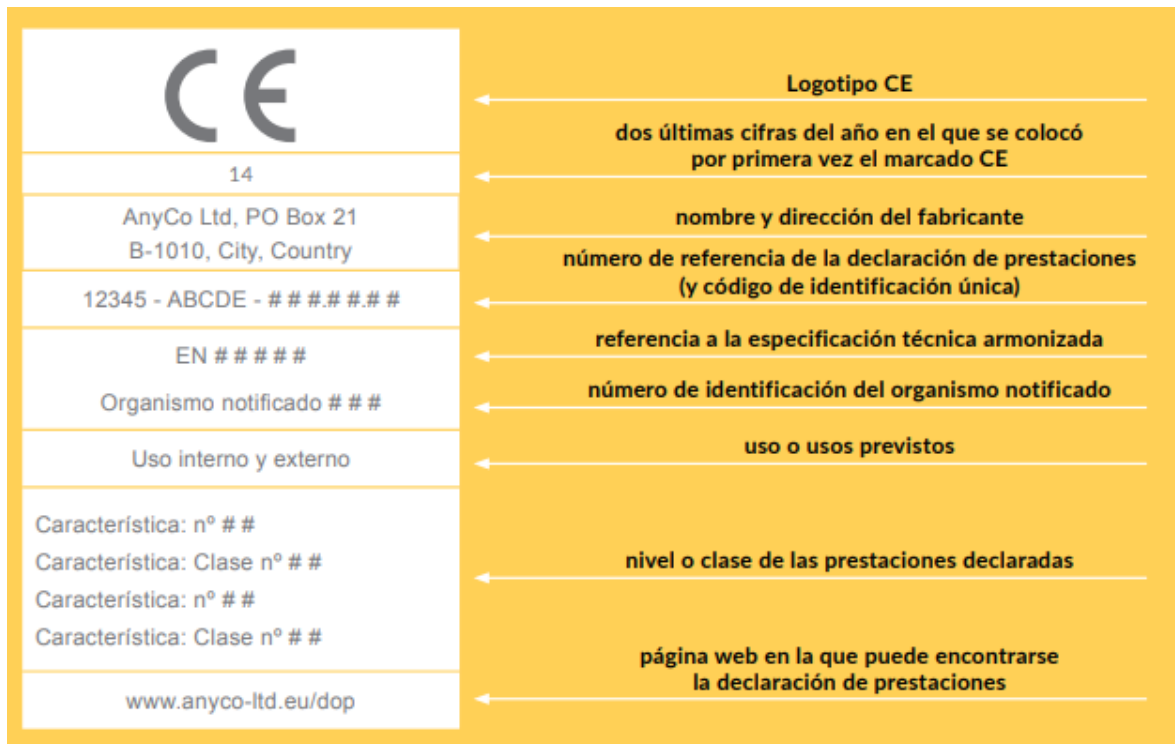 CE
Logotipo CE
dos últimas cifras del año en el que se colocó
por primera vez el marcado CE
14
AnyCo Ltd, PO Box 21
B-1010, City, Country
nombre y dirección del fabricante
número de referencia de la declaración de prestaciones
(y código de identificación única)
12345 - ABCDE - # # #.# #.# #
referencia a la especificación técnica armonizada
EN # # # # #
número de identificación del organismo notificado
Organismo notificado # # #
uso o usos previstos
Uso interno y externo
Característica: nº # #
Característica: Clase nº # #
Característica: nº # #
Característica: Clase nº # #
nivel o clase de las prestaciones declaradas
página web en la que puede encontrarse
la declaración de prestaciones
www.anyco-ltd.eu/dop